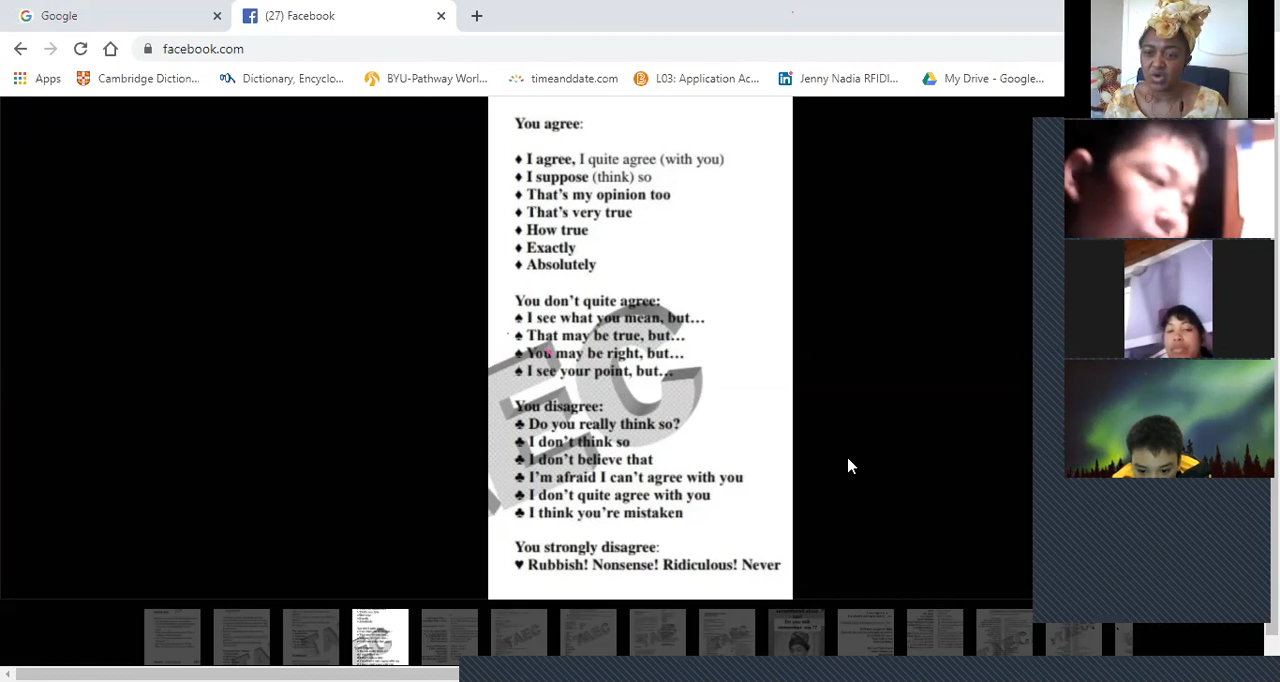 Google
(27) Facebook
facebook.com
Apps
Cambridge Diction...
Dictionary, Encyclo...
BYU-Pathway Worl...
timeanddate.com
L03: Application Ac...
Jenny Nadia RFIDI...
My Drive - Google...
You agree:
♦ I agree, I quite agree (with you)
♦ I suppose (think) so
♦ That's my opinion too
♦ That's very true
♦ How true
♦ Exactly
♦ Absolutely
You don't quite agree:
♠ I see what you mean, but...
♠ That may be true, but...
♠ You may be right, but...
♠ I see your point, but...
You disagree:
♣ Do you really think so?
♣ I don't think so
♣ I don't believe that
♣ I'm afraid I can't agree with you
♣ I don't quite agree with you
♣ I think you're mistaken
You strongly disagree:
♥ Rubbish! Nonsense! Ridiculous! Never